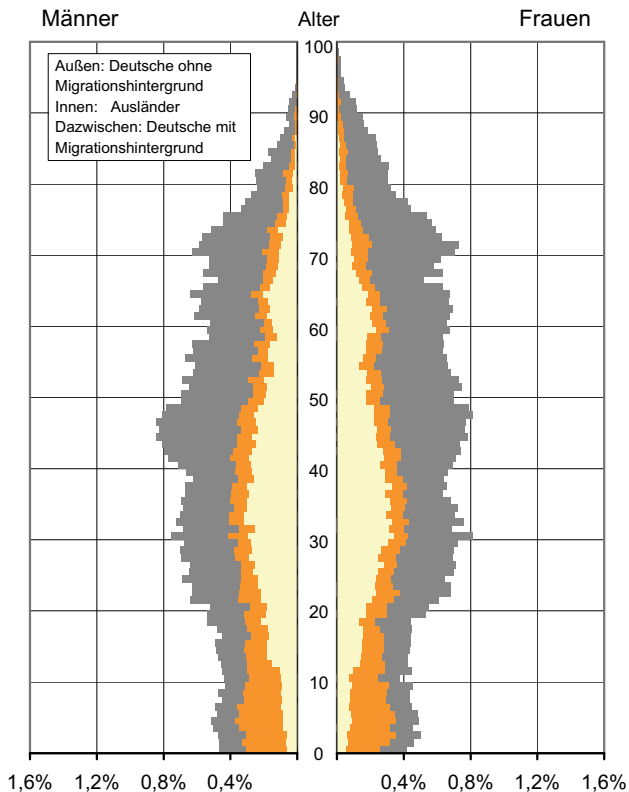 Männer Alter Frauen
Außen: Deutsche ohne
Migrationshintergrund
Innen: Ausländer
Dazwischen: Deutsche mit
Migrationshintergrund
100
90
80
70
60
50
40
30
20
10
0
1,6% 1,2% 0,8% 0,4% 0,4% 0,8% 1,2% 1,6%